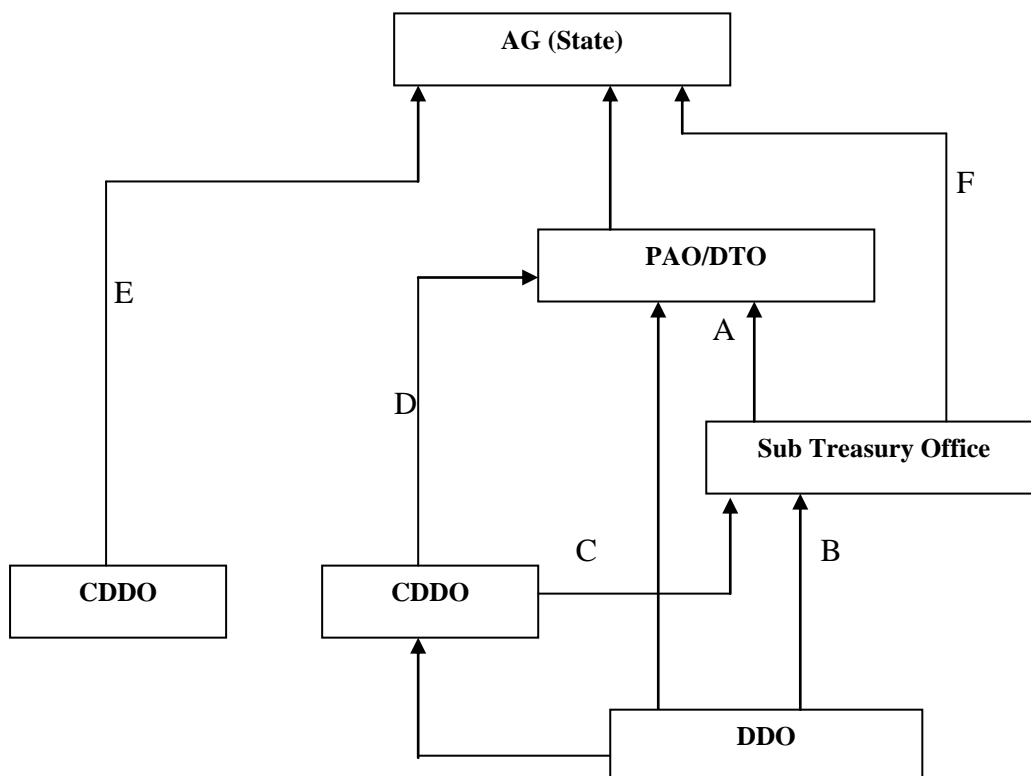 AG (State)
F
PAO/DTO
E
A
D
Sub Treasury Office
C
B
CDDO
CDDO
DDO